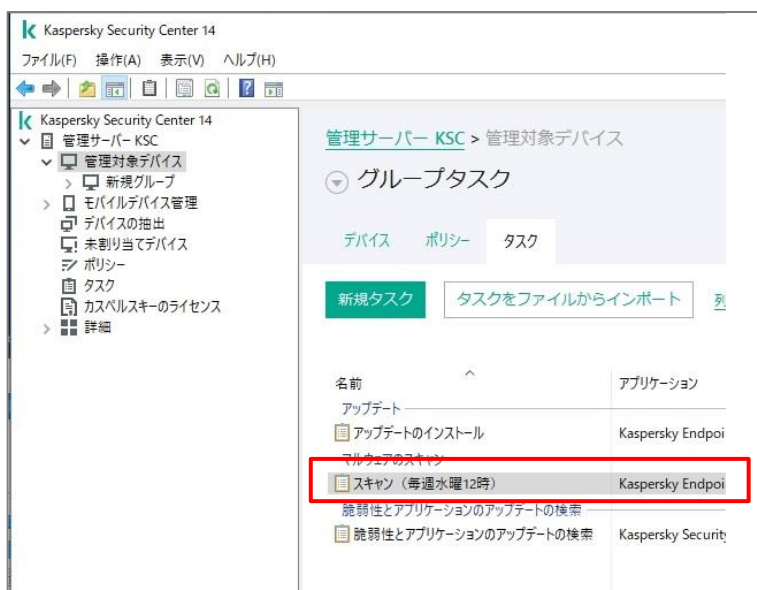 Kaspersky Security Center 14
ファイル(F) 操作(A) 表示(V) ヘルプ(H)
Kaspersky Security Center 14
管理サーバー KSC
管理対象デバイス
新規グループ
モバイルデバイス管理
デバイスの抽出
未割り当てデバイス
ポリシー
タスク
カスペルスキーのライセンス
詳細
管理サーバー KSC > 管理対象デバイス
グループタスク
デバイス ポリシー タスク
新規タスク タスクをファイルからインポート 列
名前 アプリケーション
アップデート
アップデートのインストール Kaspersky Endpoi
マルウェアのスキャン
スキャン（毎週水曜12時） Kaspersky Endpoi
脆弱性とアプリケーションのアップデートの検索
脆弱性とアプリケーションのアップデートの検索 Kaspersky Security